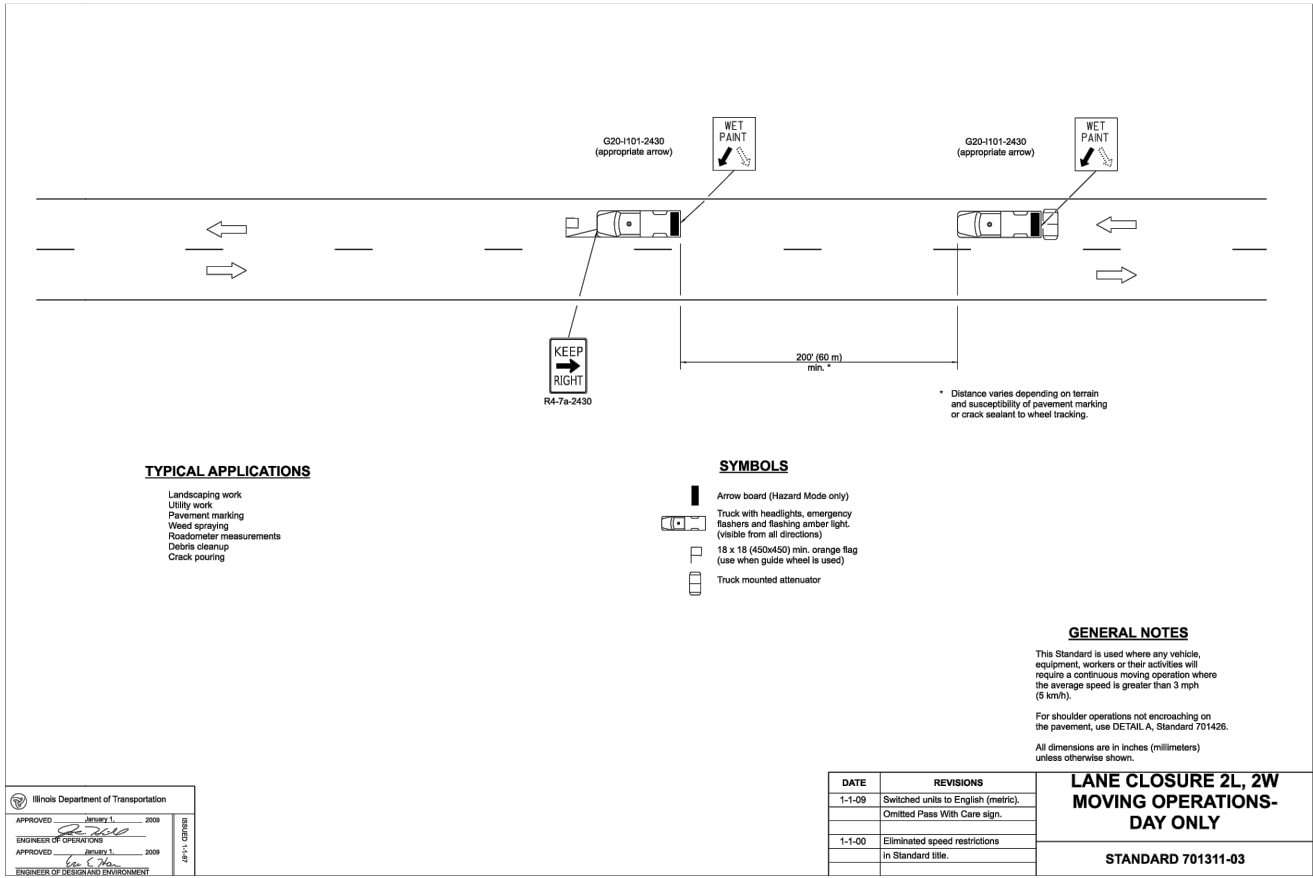 G20-I101-2430
(appropriate arrow)
WET
PAINT
G20-I101-2430
(appropriate arrow)
WET
PAINT
KEEP
RIGHT
R4-7a-2430
200' (60 m)
min. *
* Distance varies depending on terrain
and susceptibility of pavement marking
or crack sealant to wheel tracking.
TYPICAL APPLICATIONS
Landscaping work
Utility work
Pavement marking
Weed spraying
Roadometer measurements
Debris cleanup
Crack pouring
SYMBOLS
Arrow board (Hazard Mode only)
Truck with headlights, emergency
flashers and flashing amber light.
(visible from all directions)
18 x 18 (450x450) min. orange flag
(use when guide wheel is used)
Truck mounted attenuator
GENERAL NOTES
This Standard is used where any vehicle,
equipment, workers or their activities will
require a continuous moving operation where
the average speed is greater than 3 mph
(5 km/h).
For shoulder operations not encroaching on
the pavement, use DETAIL A, Standard 701426.
All dimensions are in inches (millimeters)
unless otherwise shown.
Illinois Department of Transportation
APPROVED January 1, 2009
ENGINEER OF OPERATIONS
APPROVED January 1, 2009
ENGINEER OF DESIGN AND ENVIRONMENT
ISSUED 1-1-97
DATE REVISIONS
1-1-09 Switched units to English (metric).
Omitted Pass With Care sign.
1-1-00 Eliminated speed restrictions
in Standard title.
LANE CLOSURE 2L, 2W
MOVING OPERATIONS-
DAY ONLY
STANDARD 701311-03